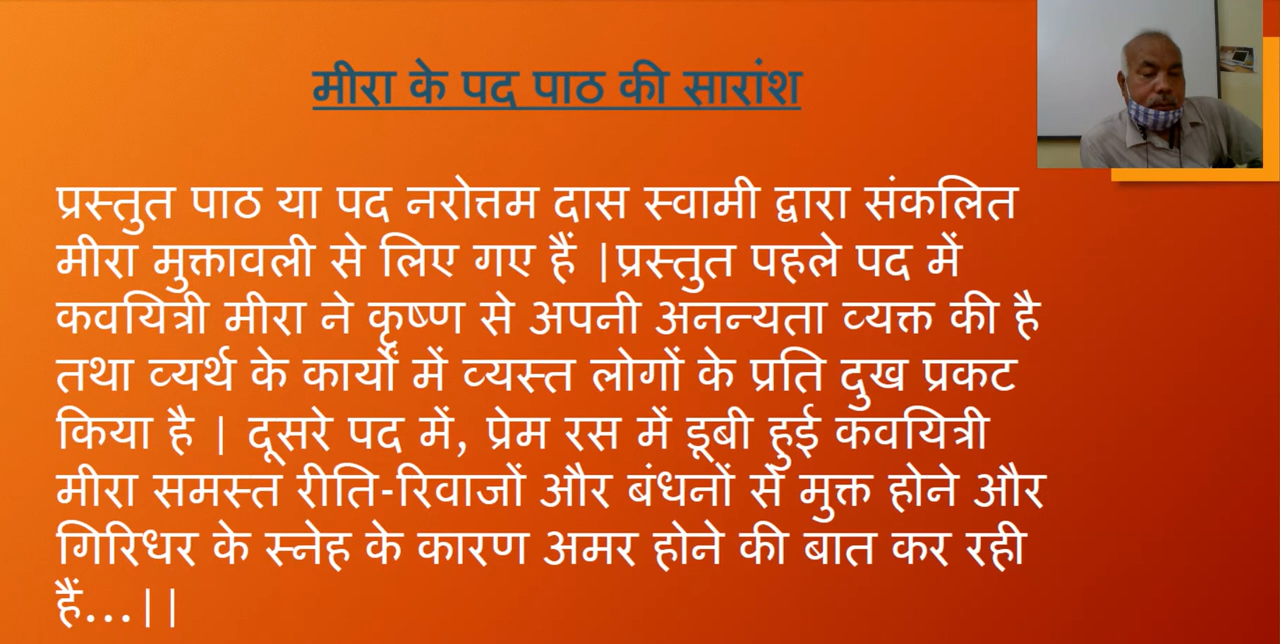 मीरा के पद पाठ की सारांश
प्रस्तुत पाठ या पद नरोत्तम दास स्वामी द्वारा संकलित
मीरा मुक्तावली से लिए गए हैं |प्रस्तुत पहले पद में
कवयित्री मीरा ने कृष्ण से अपनी अनन्यता व्यक्त की है
तथा व्यर्थ के कार्यों में व्यस्त लोगों के प्रति दुख प्रकट
किया है | दूसरे पद में, प्रेम रस में डूबी हुई कवयित्री
मीरा समस्त रीति-रिवाजों और बंधनों से मुक्त होने और
गिरिधर के स्नेह के कारण अमर होने की बात कर रही
हैं...||